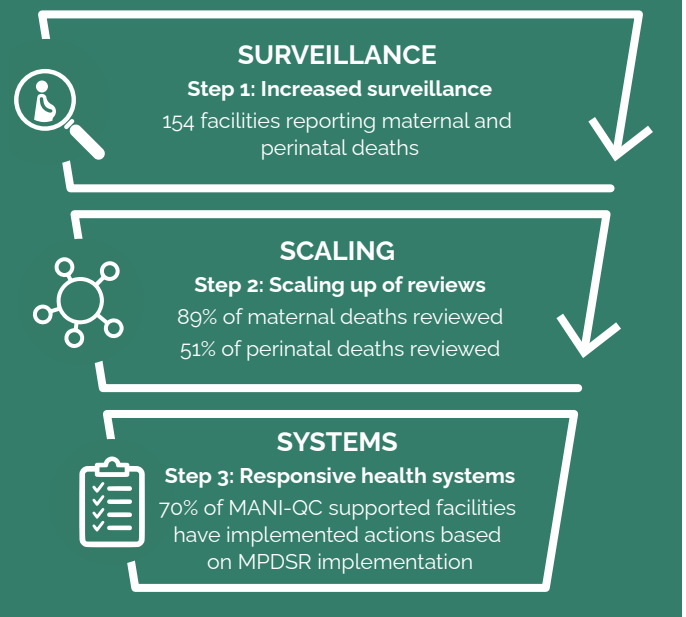 SURVEILLANCE
Step 1: Increased surveillance
154 facilities reporting maternal and
perinatal deaths
SCALING
Step 2: Scaling up of reviews
89% of maternal deaths reviewed
51% of perinatal deaths reviewed
SYSTEMS
Step 3: Responsive health systems
70% of MANI-QC supported facilities
have implemented actions based
on MPDSR implementation